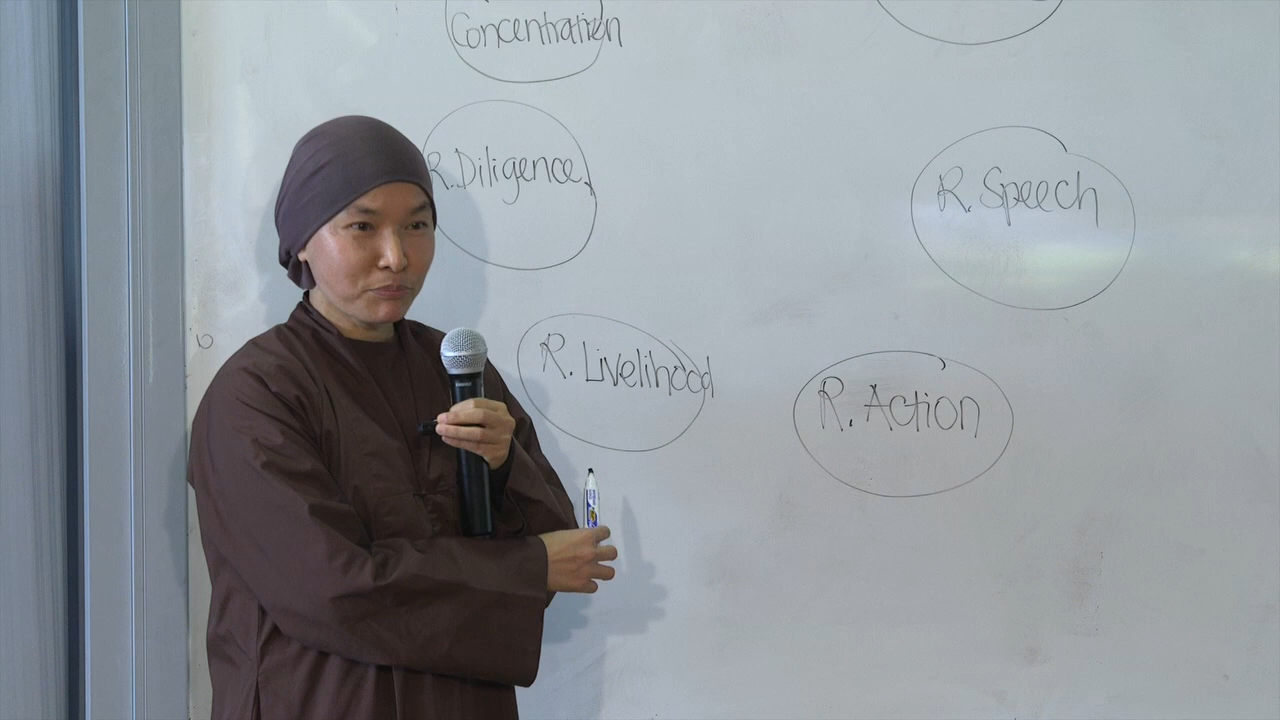 Concentration
R. Diligence
R. Speech
R. Livelihood
R. Action